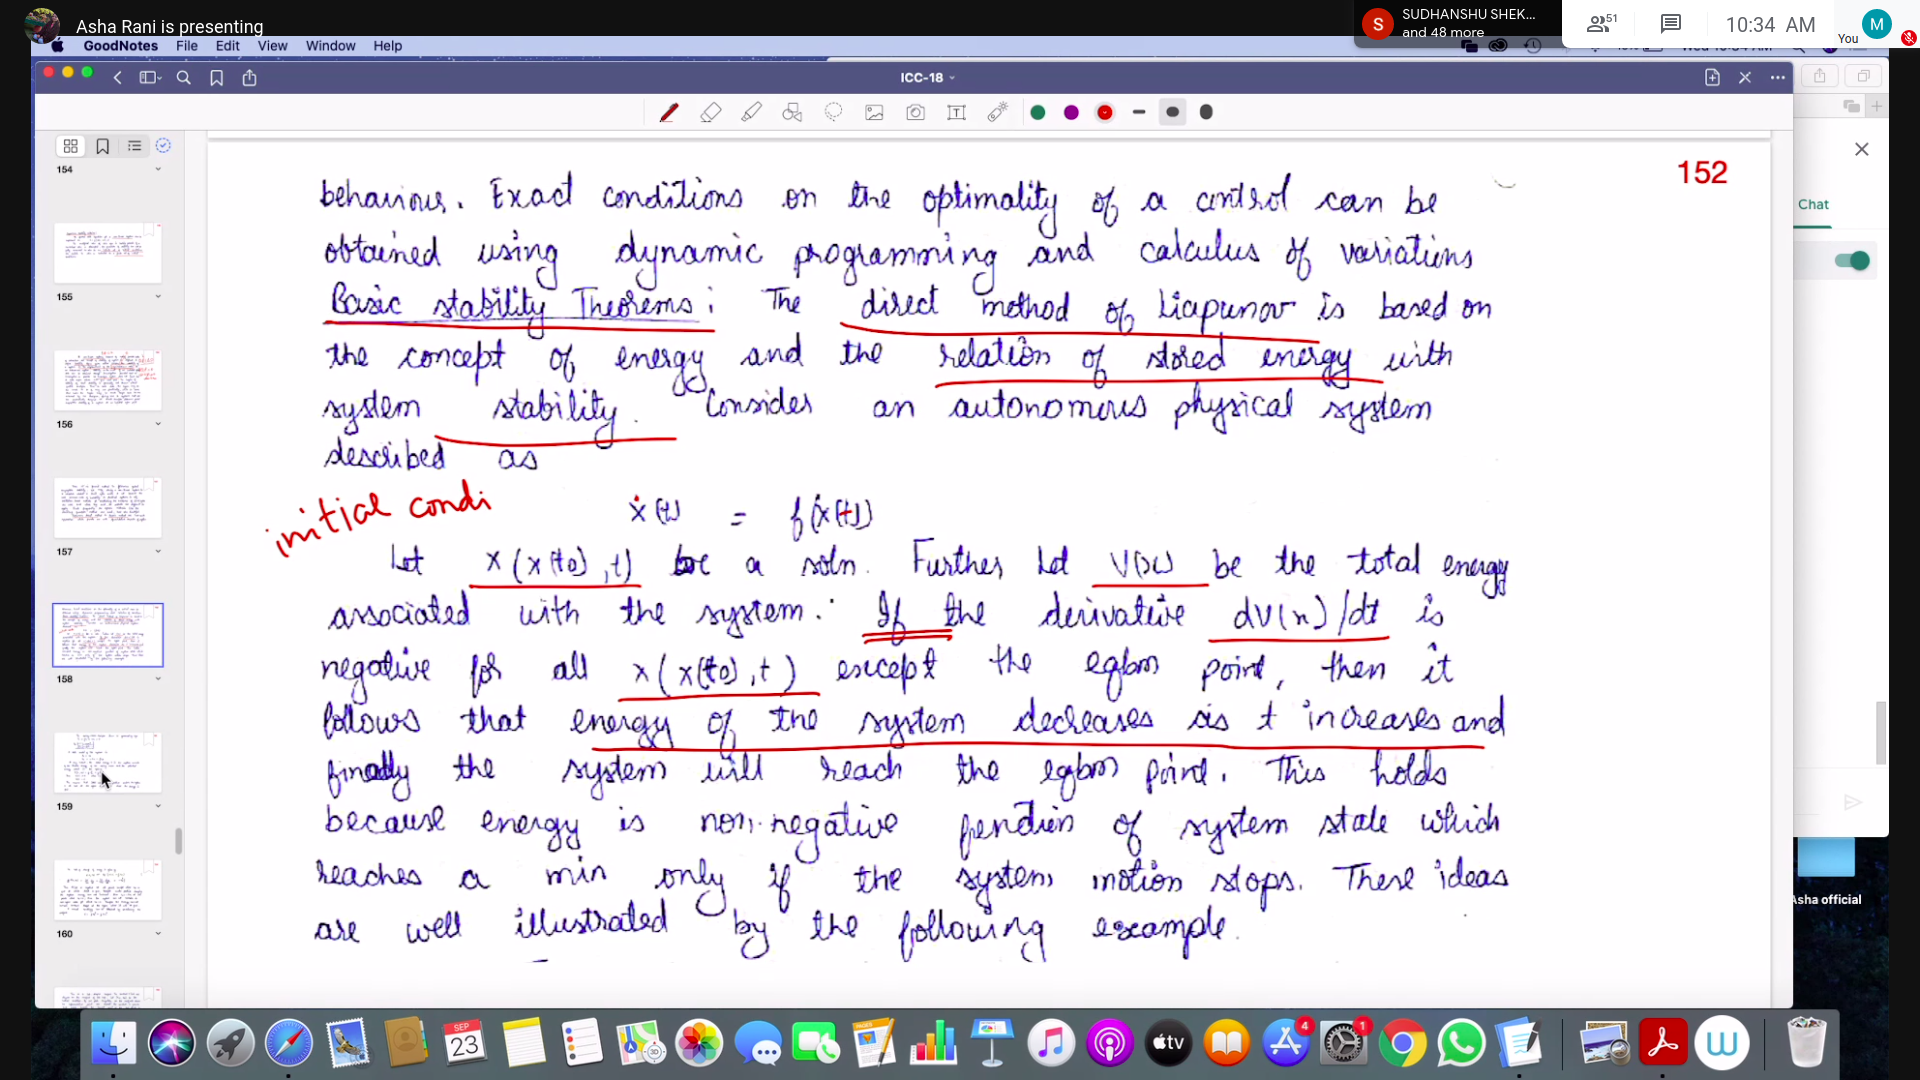 Asha Rani is presenting
SUDHANSHU SHEK...
and 48 more
51
10:34 AM
You
M
S
GoodNotes File Edit View Window Help
ICC-18
152
154
155
156
157
158
159
160
behaviour. Exact conditions on the optimality of a control can be
obtained using dynamic programming and calculus of variations
Basic stability Theorems: The direct method of Liapunov is based on
the concept of energy and the relation of stored energy with
system stability. Consider an autonomous physical system
described as
initial condi
ẋ(t) = f(x(t))
Let x(x(t0),t) be a soln. Further let V(x) be the total energy
associated with the system. If the derivative dV(x)/dt is
negative for all x(x(t0),t) except the eqbm point, then it
follows that energy of the system decreases as t increases and
finally the system will reach the eqbm point. This holds
because energy is non-negative function of system state which
reaches a min only if the system motion stops. These ideas
are well illustrated by the following example.
Chat
Asha official
SEP
23
tv
PAGES
4
1